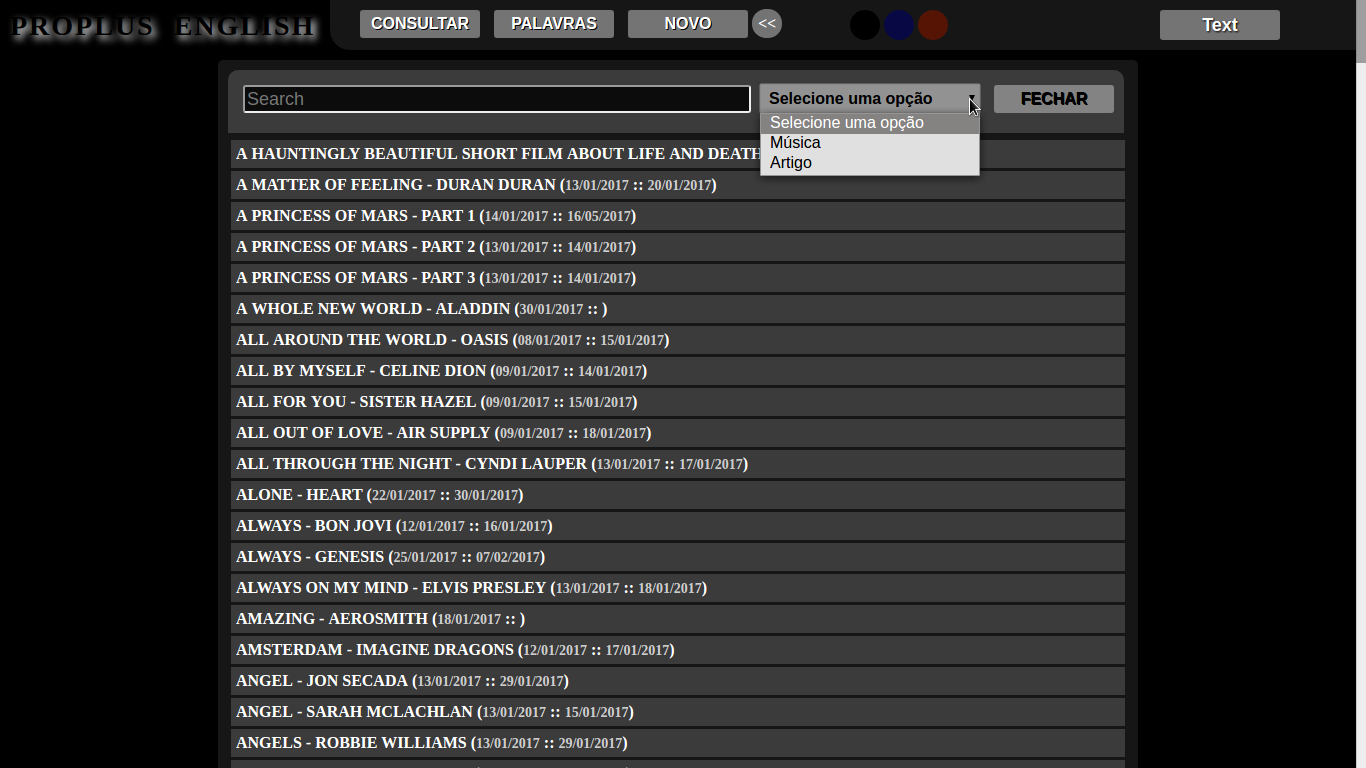 PROPLUS ENGLISH
CONSULTAR PALAVRAS NOVO << Text
Search Selecione uma opção FECHAR
Selecione uma opção
Música
Artigo
A HAUNTINGLY BEAUTIFUL SHORT FILM ABOUT LIFE AND DEATH
A MATTER OF FEELING - DURAN DURAN (13/01/2017 :: 20/01/2017)
A PRINCESS OF MARS - PART 1 (14/01/2017 :: 16/05/2017)
A PRINCESS OF MARS - PART 2 (13/01/2017 :: 14/01/2017)
A PRINCESS OF MARS - PART 3 (13/01/2017 :: 14/01/2017)
A WHOLE NEW WORLD - ALADDIN (30/01/2017 :: )
ALL AROUND THE WORLD - OASIS (08/01/2017 :: 15/01/2017)
ALL BY MYSELF - CELINE DION (09/01/2017 :: 14/01/2017)
ALL FOR YOU - SISTER HAZEL (09/01/2017 :: 15/01/2017)
ALL OUT OF LOVE - AIR SUPPLY (09/01/2017 :: 18/01/2017)
ALL THROUGH THE NIGHT - CYNDI LAUPER (13/01/2017 :: 17/01/2017)
ALONE - HEART (22/01/2017 :: 30/01/2017)
ALWAYS - BON JOVI (12/01/2017 :: 16/01/2017)
ALWAYS - GENESIS (25/01/2017 :: 07/02/2017)
ALWAYS ON MY MIND - ELVIS PRESLEY (13/01/2017 :: 18/01/2017)
AMAZING - AEROSMITH (18/01/2017 :: )
AMSTERDAM - IMAGINE DRAGONS (12/01/2017 :: 17/01/2017)
ANGEL - JON SECADA (13/01/2017 :: 29/01/2017)
ANGEL - SARAH MCLACHLAN (13/01/2017 :: 15/01/2017)
ANGELS - ROBBIE WILLIAMS (13/01/2017 :: 29/01/2017)